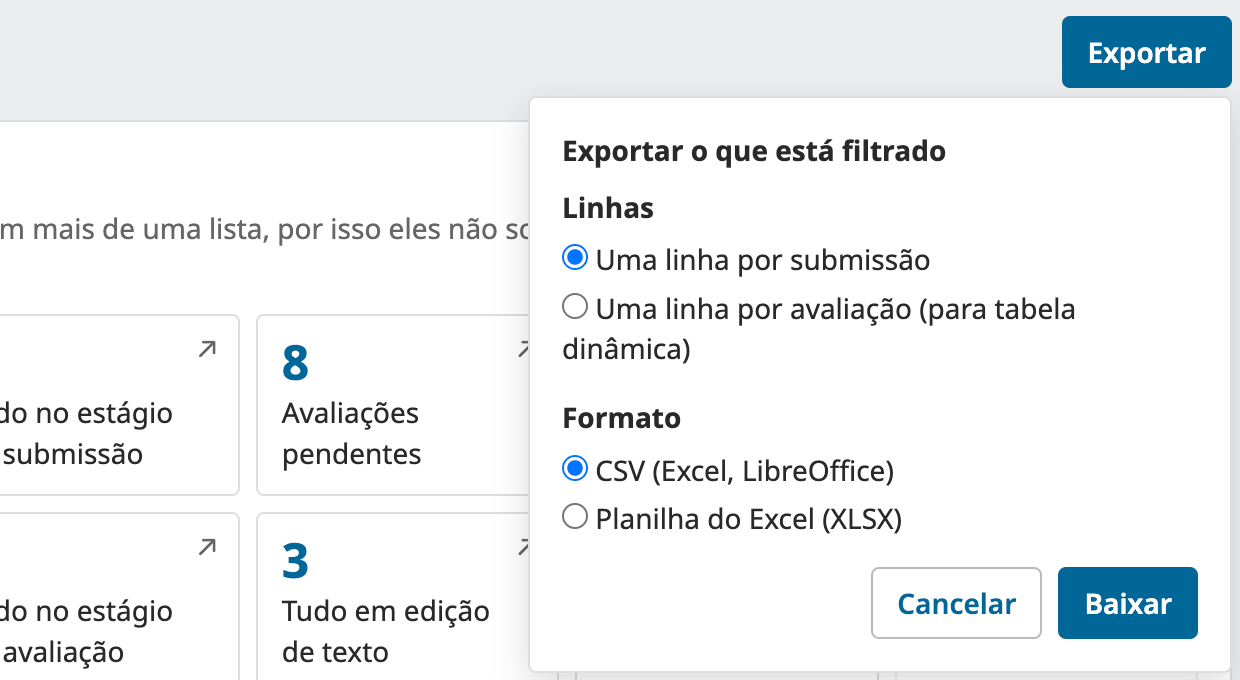 Exportar
Exportar o que está filtrado
Linhas
Uma linha por submissão
Uma linha por avaliação (para tabela
dinâmica)
Formato
CSV (Excel, LibreOffice)
Planilha do Excel (XLSX)
Cancelar
Baixar
m mais de uma lista, por isso eles não
do no estágio
submissão
8
Avaliações
pendentes
do no estágio
avaliação
3
Tudo em edição
de texto